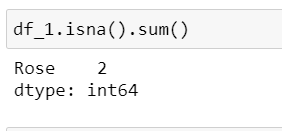 df_1.isna().sum()
Rose    2
dtype: int64